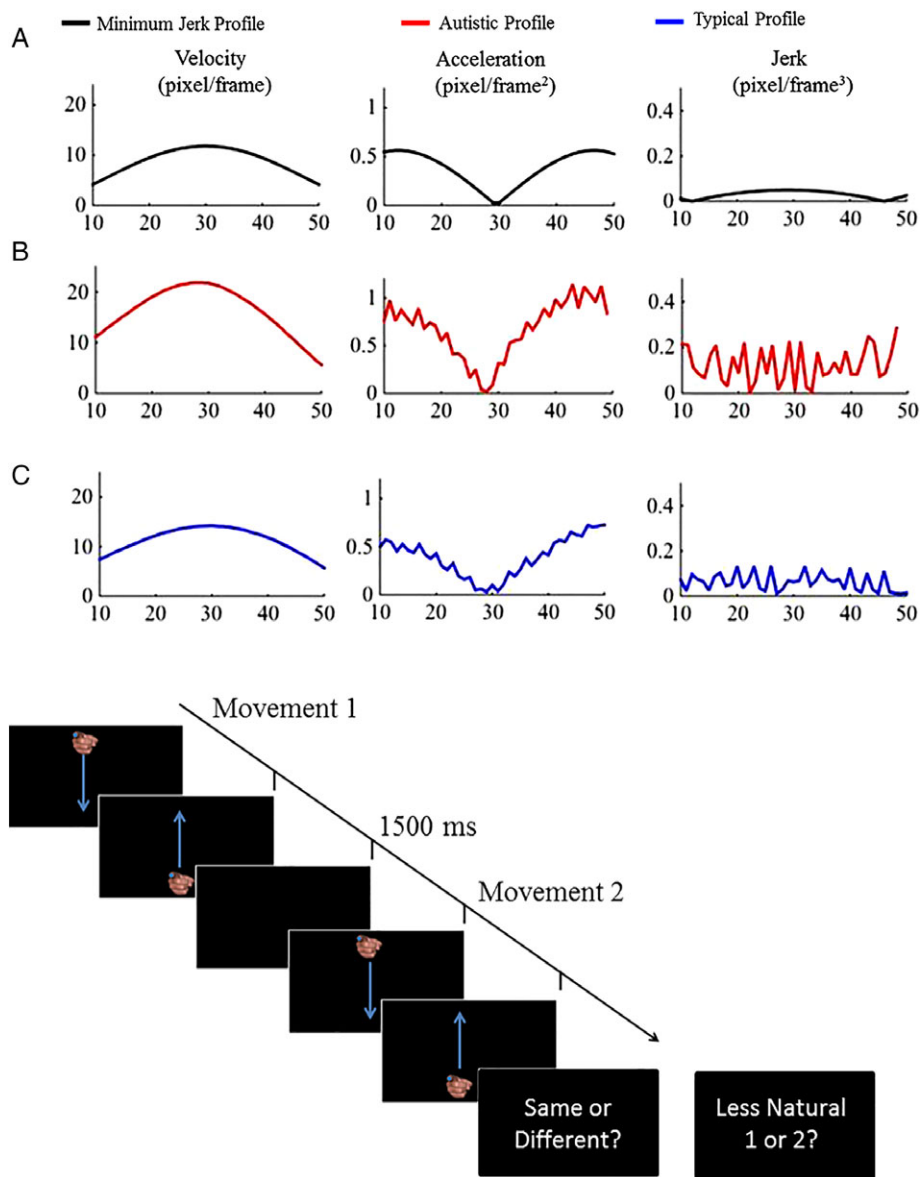 Minimum Jerk Profile Autistic Profile Typical Profile
A
Velocity Acceleration Jerk
(pixel/frame) (pixel/frame²) (pixel/frame³)
20 1 0.4
10 0.5 0.2
0 0 0
10 20 30 40 50 10 20 30 40 50 10 20 30 40 50
B
20 1 0.4
10 0.5 0.2
0 0 0
10 20 30 40 50 10 20 30 40 50 10 20 30 40 50
C
20 1 0.4
10 0.5 0.2
0 0 0
10 20 30 40 50 10 20 30 40 50 10 20 30 40 50
Movement 1
1500 ms
Movement 2
Same or
Different?
Less Natural
1 or 2?